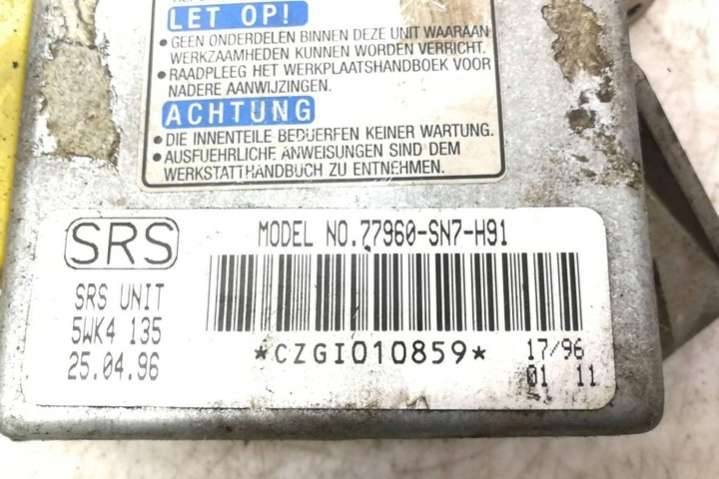 LET OP!
• GEEN ONDERDELEN BINNEN DEZE UNIT WAARAAN
WERKZAAMHEDEN KUNNEN WORDEN VERRICHT.
• RAADPLEEG HET WERKPLAATSHANDBOEK VOOR
NADERE AANWIJZINGEN.
ACHTUNG
• DIE INNENTEILE BEDUERFEN KEINER WARTUNG.
• AUSFUEHRLICHE ANWEISUNGEN SIND DEM
WERKSTATTHANDBUCH ZU ENTNEHMEN.
SRS
MODEL NO.77960-SN7-H91
SRS UNIT
5WK4 135
25.04.96
*CZGI010859*
17/96
01 11